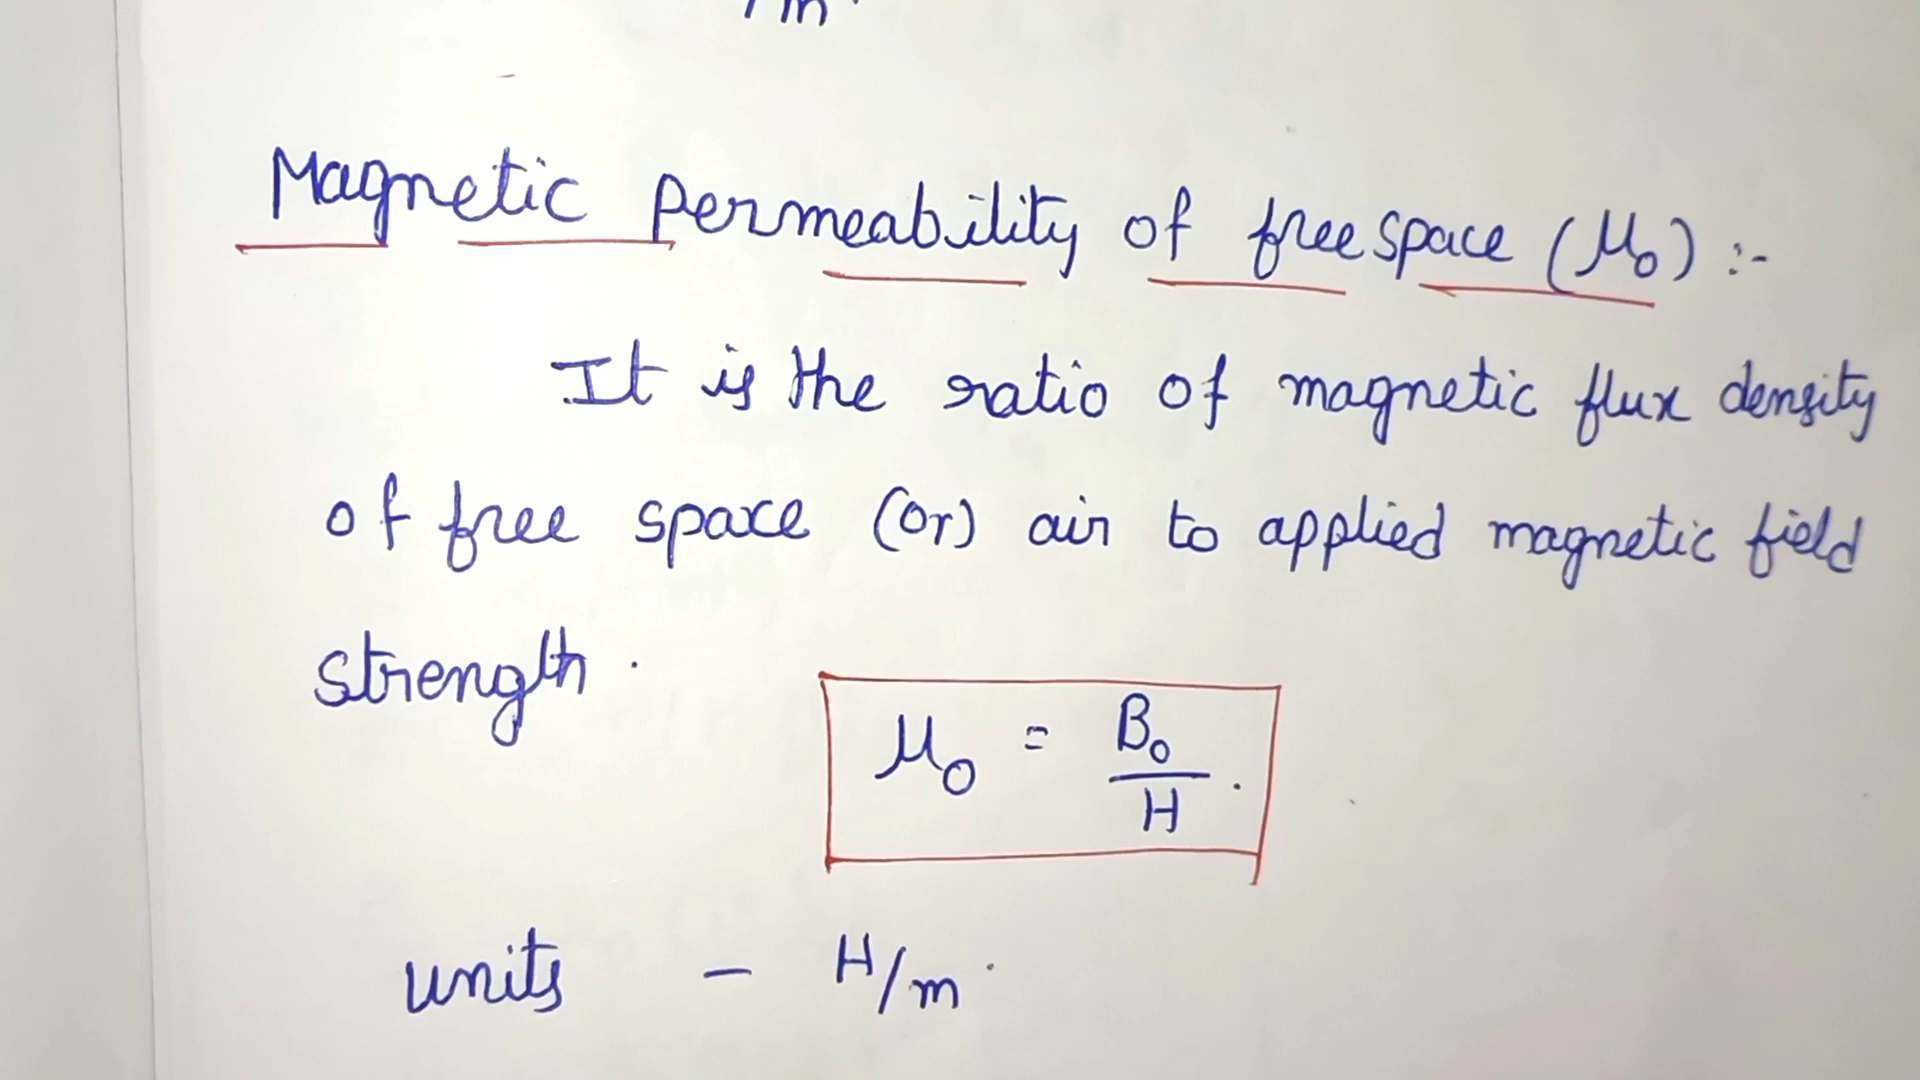 /m
Magnetic Permeability of free space (μ₀) :-
It is the ratio of magnetic flux density
of free space (or) air to applied magnetic field
strength.
μ₀ = B₀/H.
units - H/m.